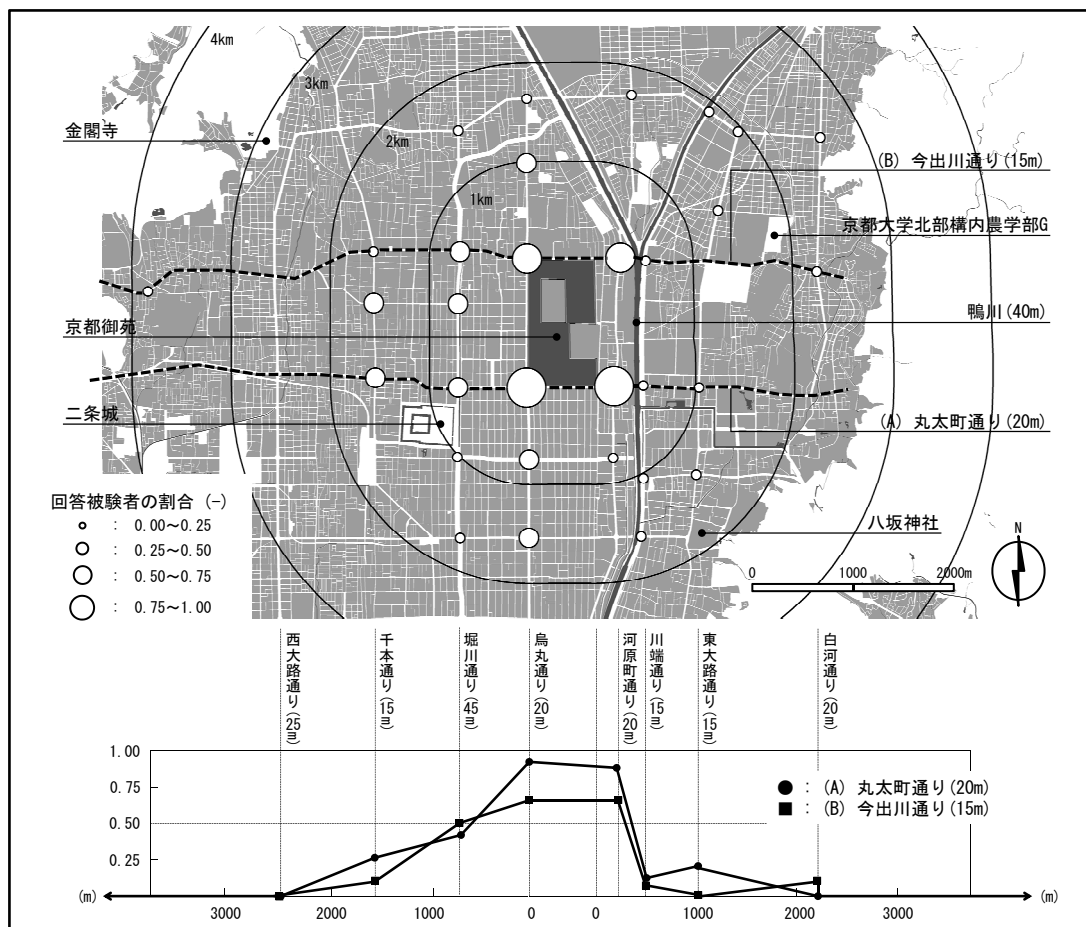 4km
3km
2km
1km
金閣寺
(B) 今出川通り(15m)
京都大学北部構内農学部G
京都御苑
鴨川(40m)
二条城
(A) 丸太町通り(20m)
八坂神社
回答被験者の割合 (-)
: 0.00～0.25
: 0.25～0.50
: 0.50～0.75
: 0.75～1.00
N
0 1000 2000m
西大路通り(25m)
千本通り(15m)
堀川通り(45m)
烏丸通り(20m)
河原町通り(20m)
川端通り(15m)
東大路通り(15m)
白河通り(20m)
1.00
0.75
0.50
0.25
: (A) 丸太町通り(20m)
: (B) 今出川通り(15m)
(m) (m)
3000 2000 1000 0 0 1000 2000 3000